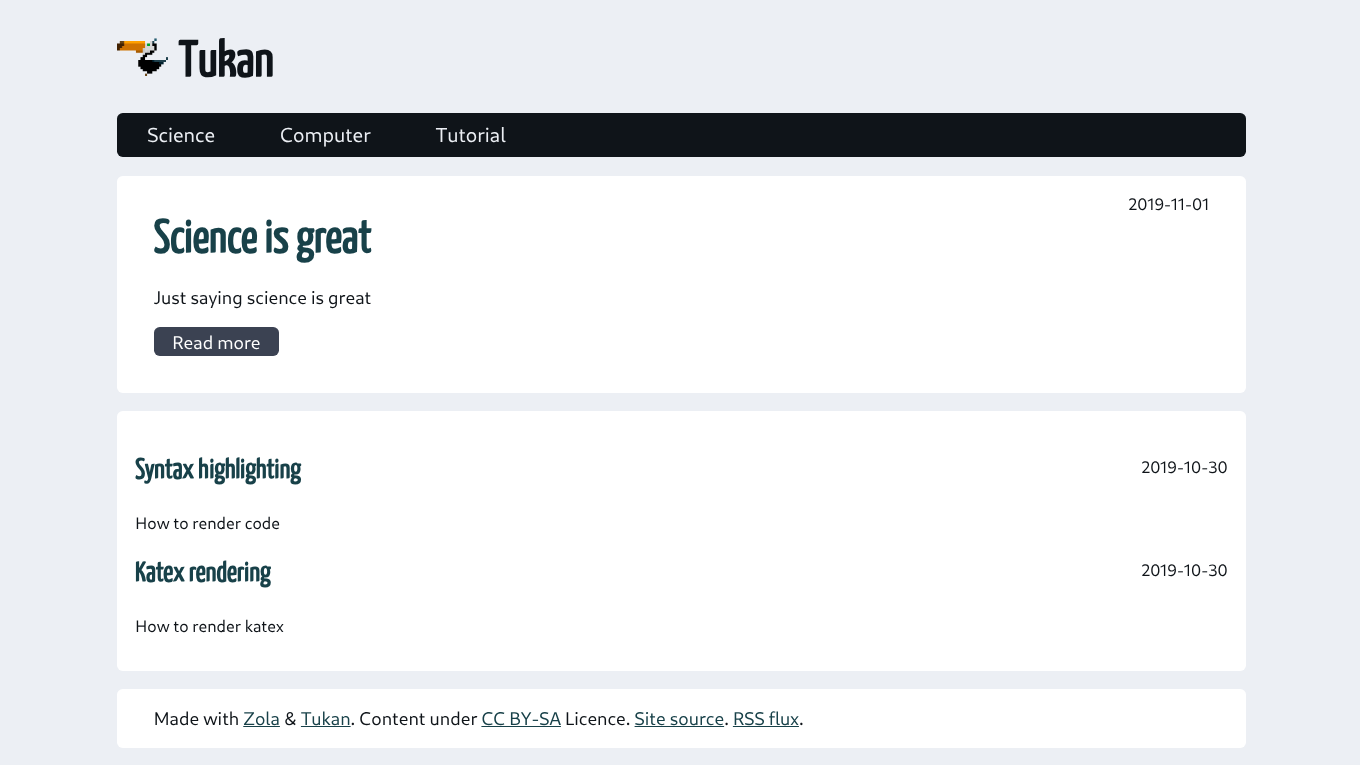 Tukan
Science Computer Tutorial
2019-11-01
Science is great
Just saying science is great
Read more
Syntax highlighting 2019-10-30
How to render code
Katex rendering 2019-10-30
How to render katex
Made with Zola & Tukan. Content under CC BY-SA Licence. Site source. RSS flux.